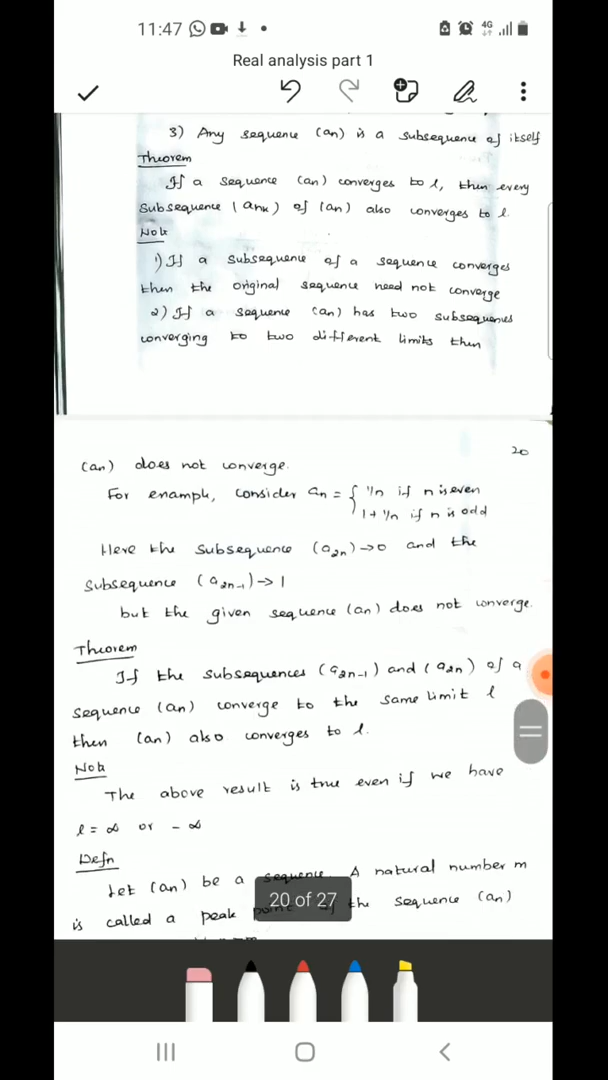 11:47 4G
Real analysis part 1
3) Any sequence (an) is a subsequence of itself
Theorem
If a sequence (an) converges to l, then every
subsequence (ank) of (an) also converges to l.
Note
1) If a subsequence of a sequence converges
then the original sequence need not converge
2) If a sequence (an) has two subsequences
converging to two different limits then
20
(an) does not converge.
For example, consider an = { 1/n if n is even
1+1/n if n is odd
Here the subsequence (a2n)→0 and the
subsequence (a2n-1)→1
but the given sequence (an) does not converge.
Theorem
If the subsequences (a2n-1) and (a2n) of a
sequence (an) converge to the same limit l
then (an) also converges to l.
Note
The above result is true even if we have
l = ∞ or - ∞
Defn
Let (an) be a sequence. A natural number m
is called a peak point of the sequence (an)
20 of 27